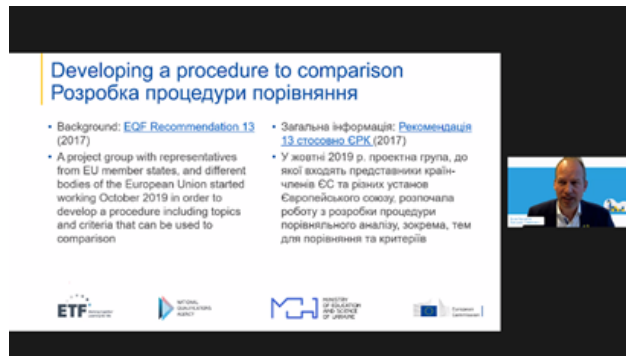 Developing a procedure to comparison
Розробка процедури порівняння
• Background: EQF Recommendation 13
(2017)
• A project group with representatives
from EU member states, and different
bodies of the European Union started
working October 2019 in order to
develop a procedure including topics
and criteria that can be used to
comparison
• Загальна інформація: Рекомендація
13 стосовно ЄРК (2017)
• У жовтні 2019 р. проектна група, до
якої входять представники країн-
членів ЄС та різних установ
Європейського союзу, розпочала
роботу з розробки процедури
порівняльного аналізу, зокрема, тем
для порівняння та критеріїв
ETF
NATIONAL
QUALIFICATIONS
AGENCY
MINISTRY
OF EDUCATION
AND SCIENCE
OF UKRAINE
European
Commission